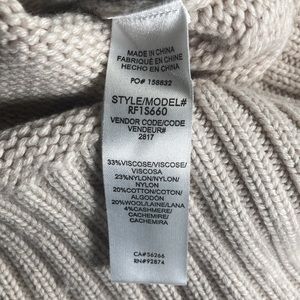 MADE IN CHINA
FABRIQUÉ EN CHINE
HECHO EN CHINA
PO# 158832
STYLE/MODEL#
RF1S660
VENDOR CODE/CODE
VENDEUR#
2817
33%VISCOSE/VISCOSE/
VISCOSA
23%NYLON/NYLON/
NYLON
20%COTTON/COTON/
ALGODÓN
20%WOOL/LAINE/LANA
4%CASHMERE/
CACHEMIRE/
CACHEMIRA
CA#36266
RN#92874